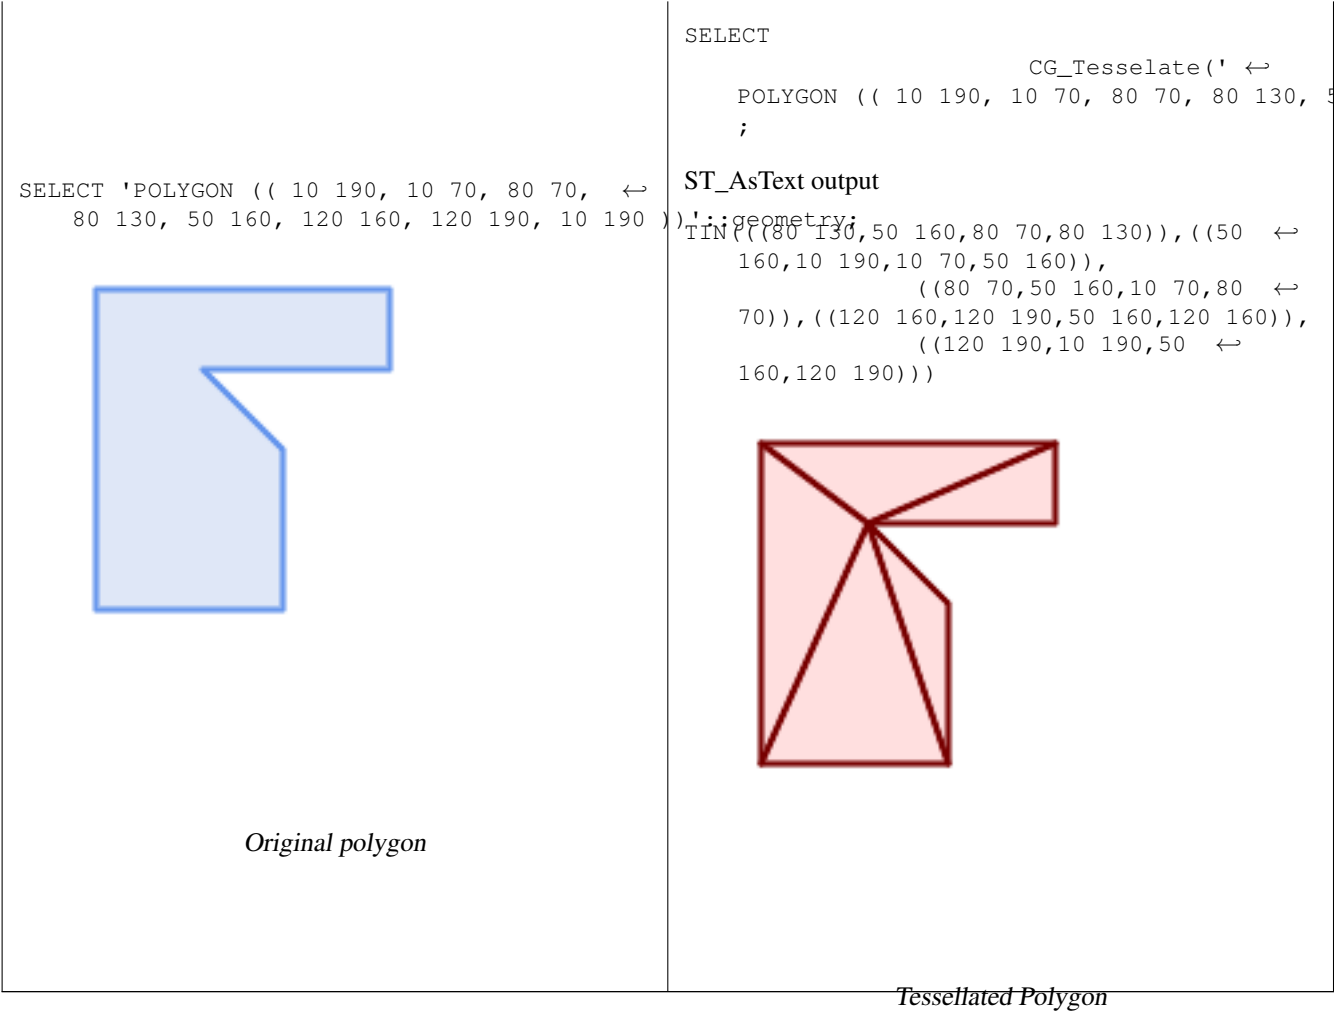 SELECT 'POLYGON (( 10 190, 10 70, 80 70, ↩
80 130, 50 160, 120 160, 120 190, 10 190 ))'::geometry;
Original polygon
SELECT
CG_Tesselate(' ↩
POLYGON (( 10 190, 10 70, 80 70, 80 130, 5
;
ST_AsText output
TIN(((80 130,50 160,80 70,80 130)),((50 ↩
160,10 190,10 70,50 160)),
((80 70,50 160,10 70,80 ↩
70)),((120 160,120 190,50 160,120 160)),
((120 190,10 190,50 ↩
160,120 190)))
Tessellated Polygon